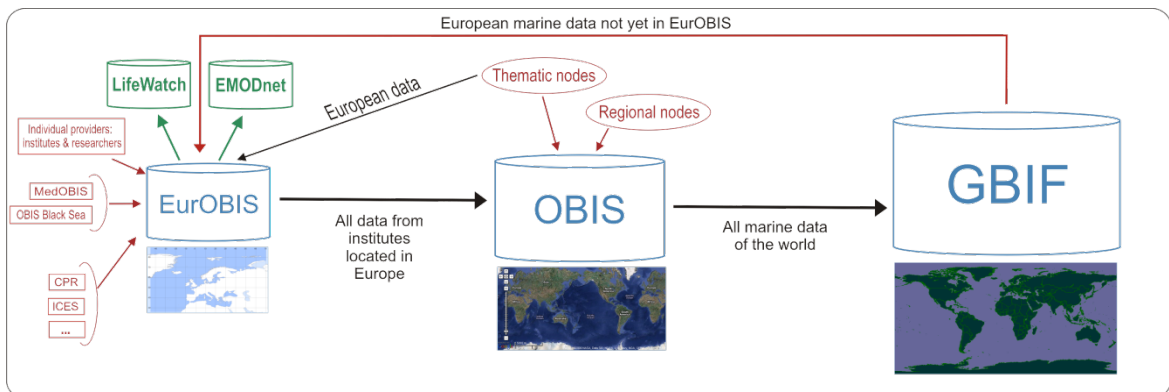 European marine data not yet in EurOBIS
LifeWatch
EMODnet
European data
Thematic nodes
Regional nodes
Individual providers:
institutes & researchers
MedOBIS
OBIS Black Sea
CPR
ICES
...
EurOBIS
All data from
institutes
located in
Europe
OBIS
All marine data
of the world
GBIF